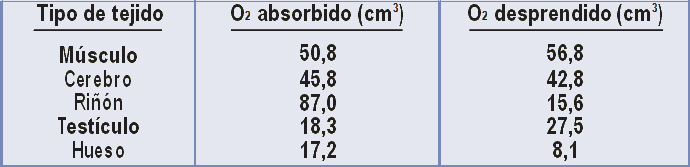 Tipo de tejido O₂ absorbido (cm³) O₂ desprendido (cm³)
Músculo 50,8 56,8
Cerebro 45,8 42,8
Riñón 87,0 15,6
Testículo 18,3 27,5
Hueso 17,2 8,1